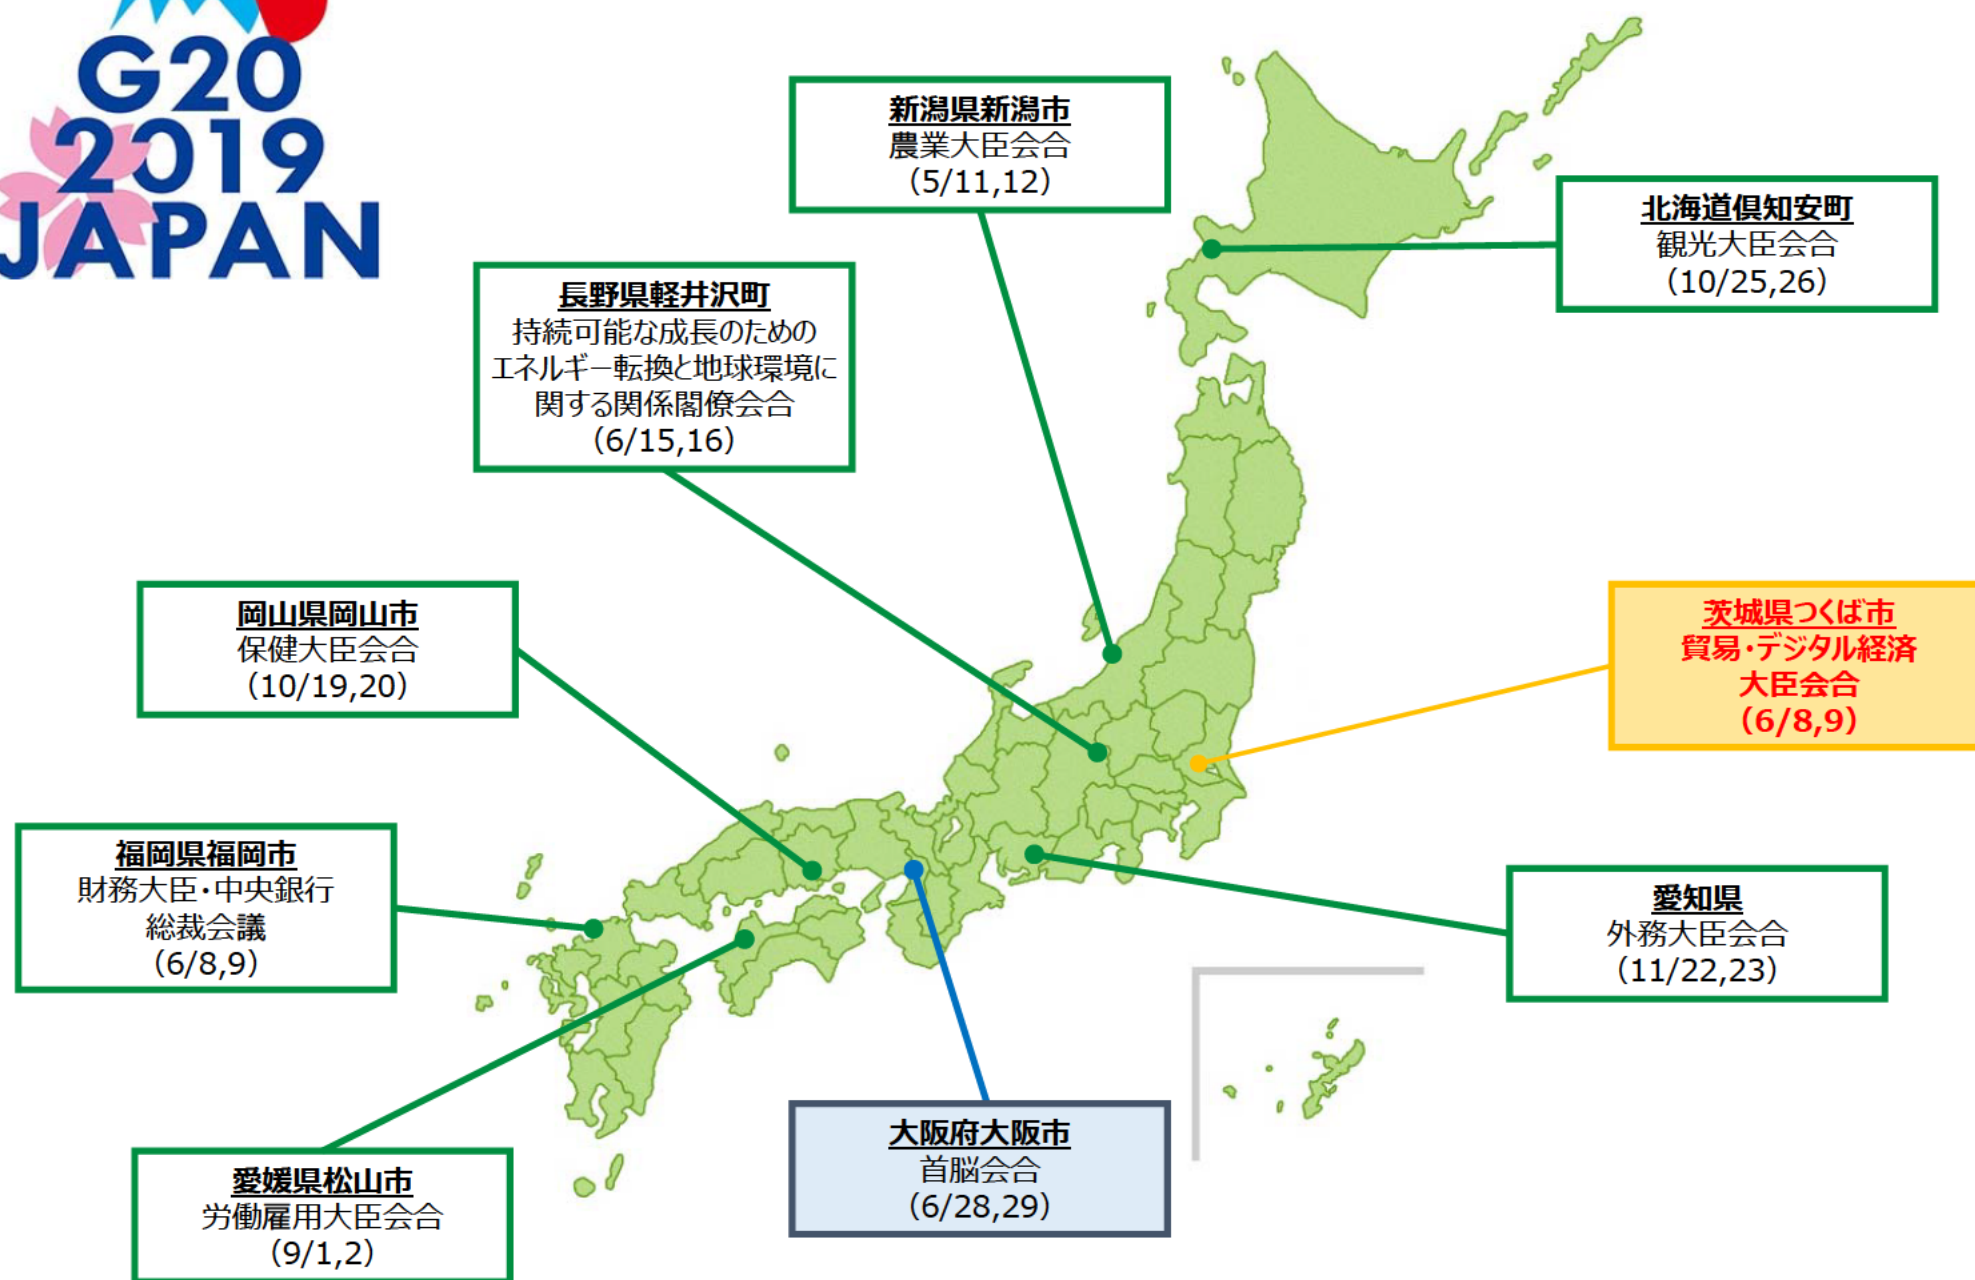 G20
2019
JAPAN
新潟県新潟市
農業大臣会合
（5/11,12）
北海道倶知安町
観光大臣会合
（10/25,26）
長野県軽井沢町
持続可能な成長のための
エネルギー転換と地球環境に
関する関係閣僚会合
（6/15,16）
岡山県岡山市
保健大臣会合
（10/19,20）
茨城県つくば市
貿易・デジタル経済
大臣会合
（6/8,9）
福岡県福岡市
財務大臣・中央銀行
総裁会議
（6/8,9）
愛知県
外務大臣会合
（11/22,23）
愛媛県松山市
労働雇用大臣会合
（9/1,2）
大阪府大阪市
首脳会合
（6/28,29）